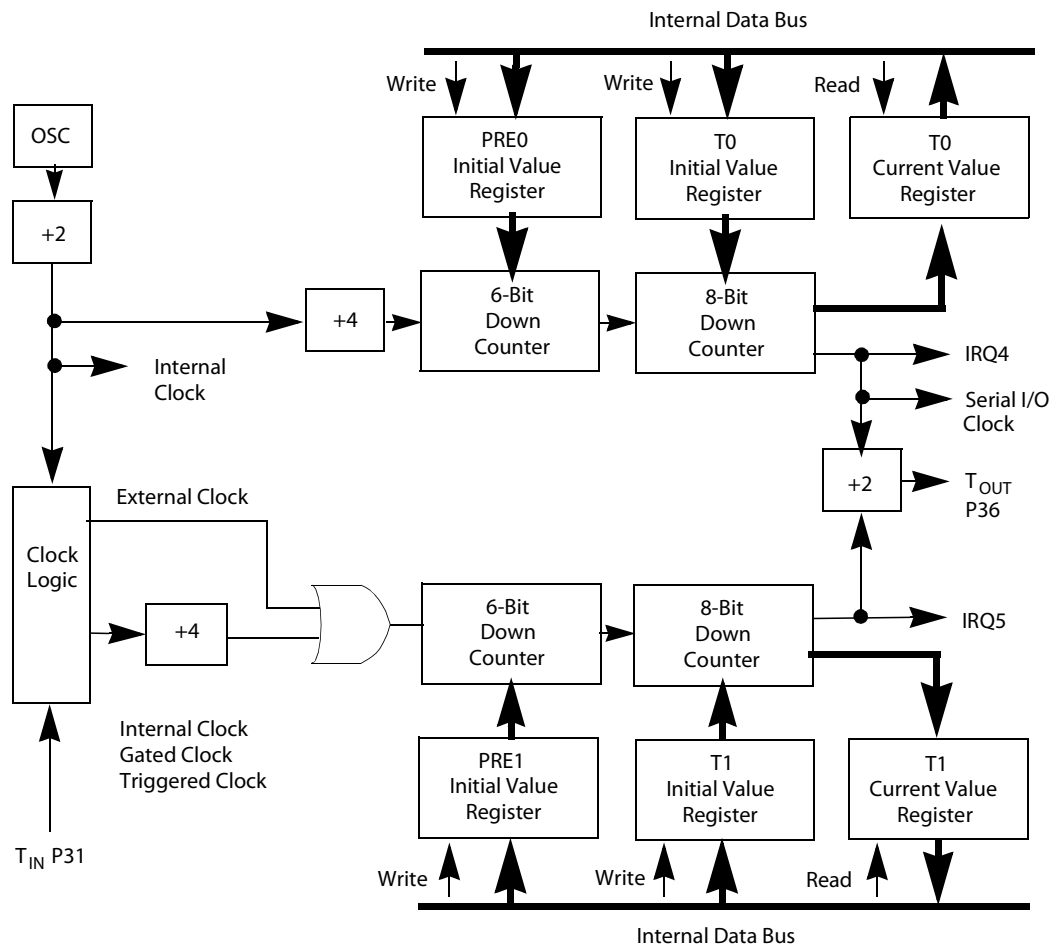 Internal Data Bus
Write
Write
Read
OSC
PRE0
Initial Value
Register
T0
Initial Value
Register
T0
Current Value
Register
+2
+4
6-Bit
Down
Counter
8-Bit
Down
Counter
Internal
Clock
IRQ4
Serial I/O
Clock
+2
TOUT
P36
External Clock
Clock
Logic
+4
6-Bit
Down
Counter
8-Bit
Down
Counter
IRQ5
Internal Clock
Gated Clock
Triggered Clock
PRE1
Initial Value
Register
T1
Initial Value
Register
T1
Current Value
Register
TIN P31
Write
Write
Read
Internal Data Bus